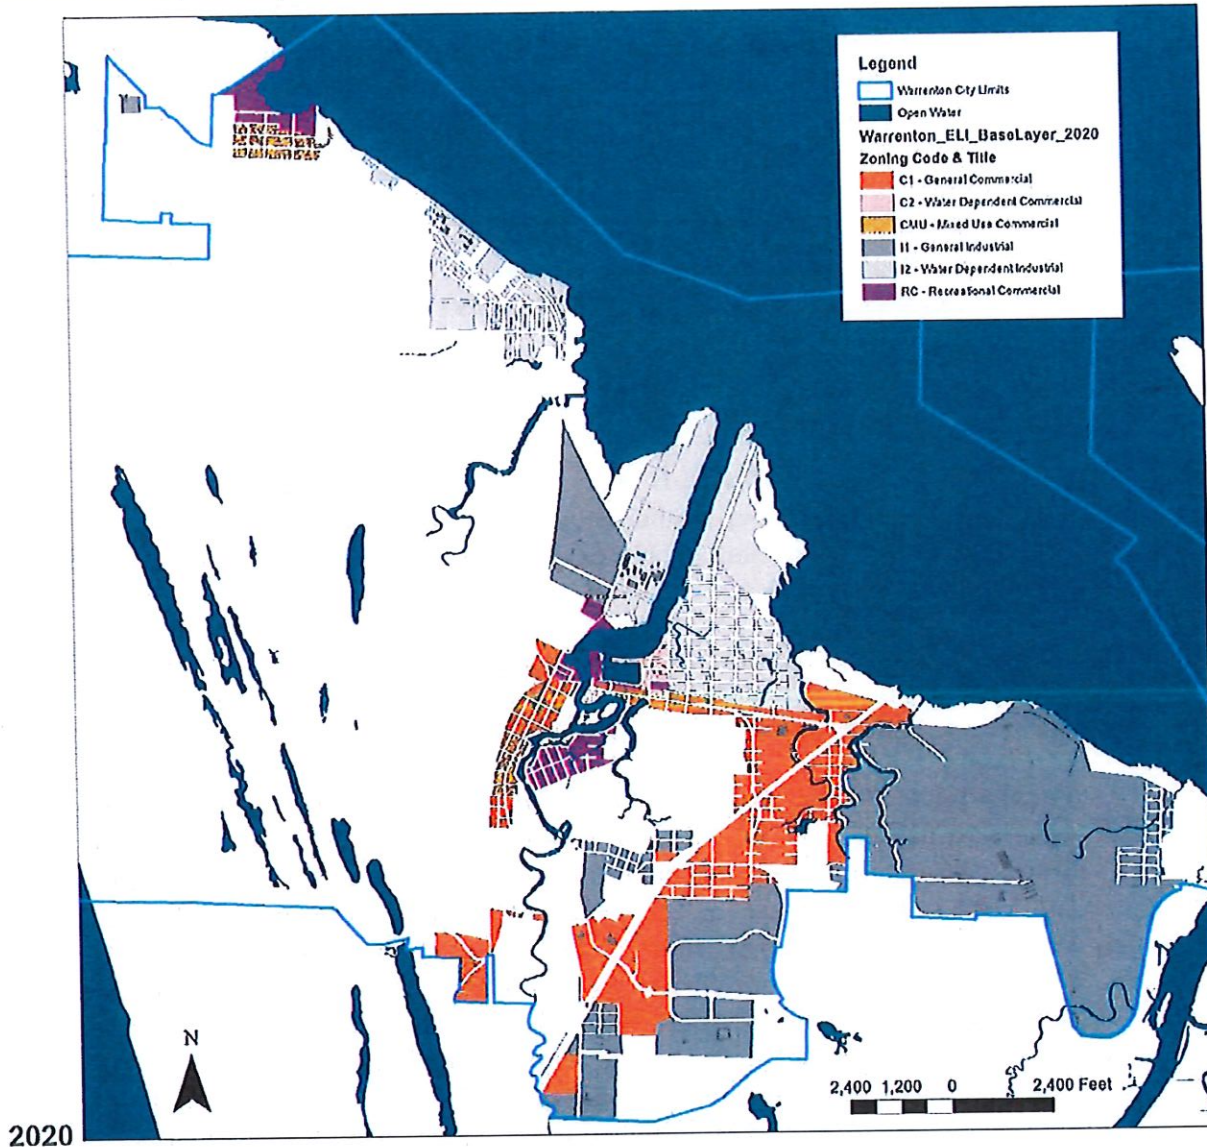 Legend
Warrenton City Limits
Open Water
Warrenton_ELI_BaseLayer_2020
Zoning Code & Title
C1 - General Commercial
C2 - Water Dependent Commercial
CMU - Mixed Use Commercial
I1 - General Industrial
I2 - Water Dependent Industrial
RC - Recreational Commercial
N
2,400 1,200 0 2,400 Feet
2020